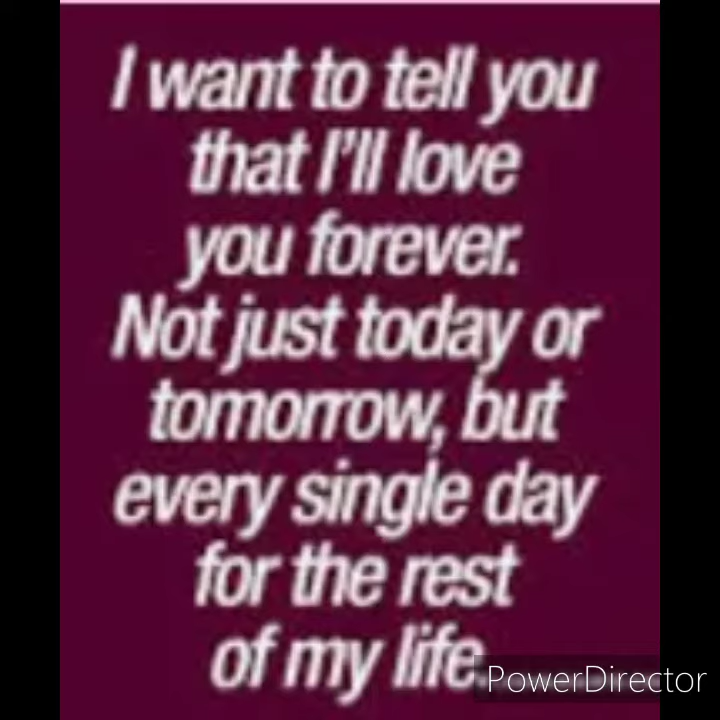 I want to tell you
that I'll love
you forever.
Not just today or
tomorrow, but
every single day
for the rest
of my life.
PowerDirector